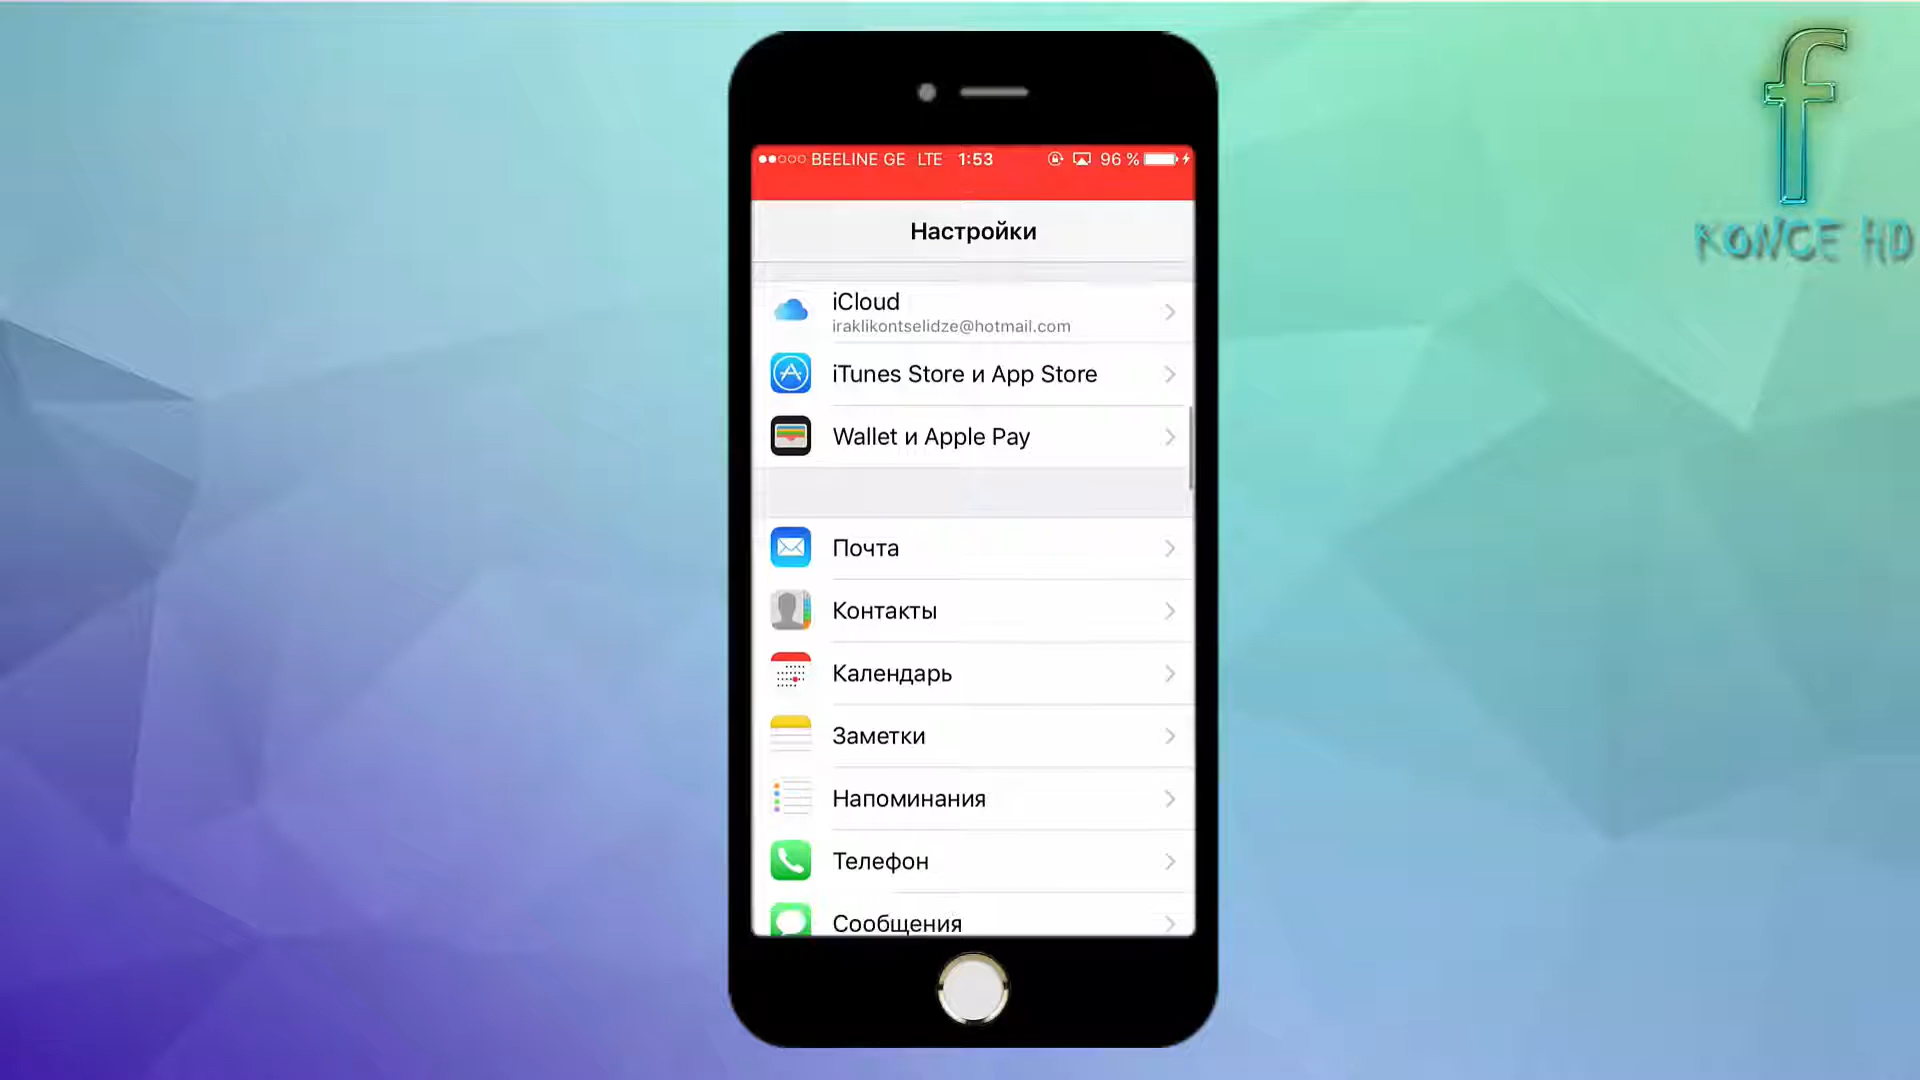 f
KONCE HD
BEELINE GE LTE 1:53 96 %
Настройки
iCloud
iraklikontselidze@hotmail.com
iTunes Store и App Store
Wallet и Apple Pay
Почта
Контакты
Календарь
Заметки
Напоминания
Телефон
Сообщения